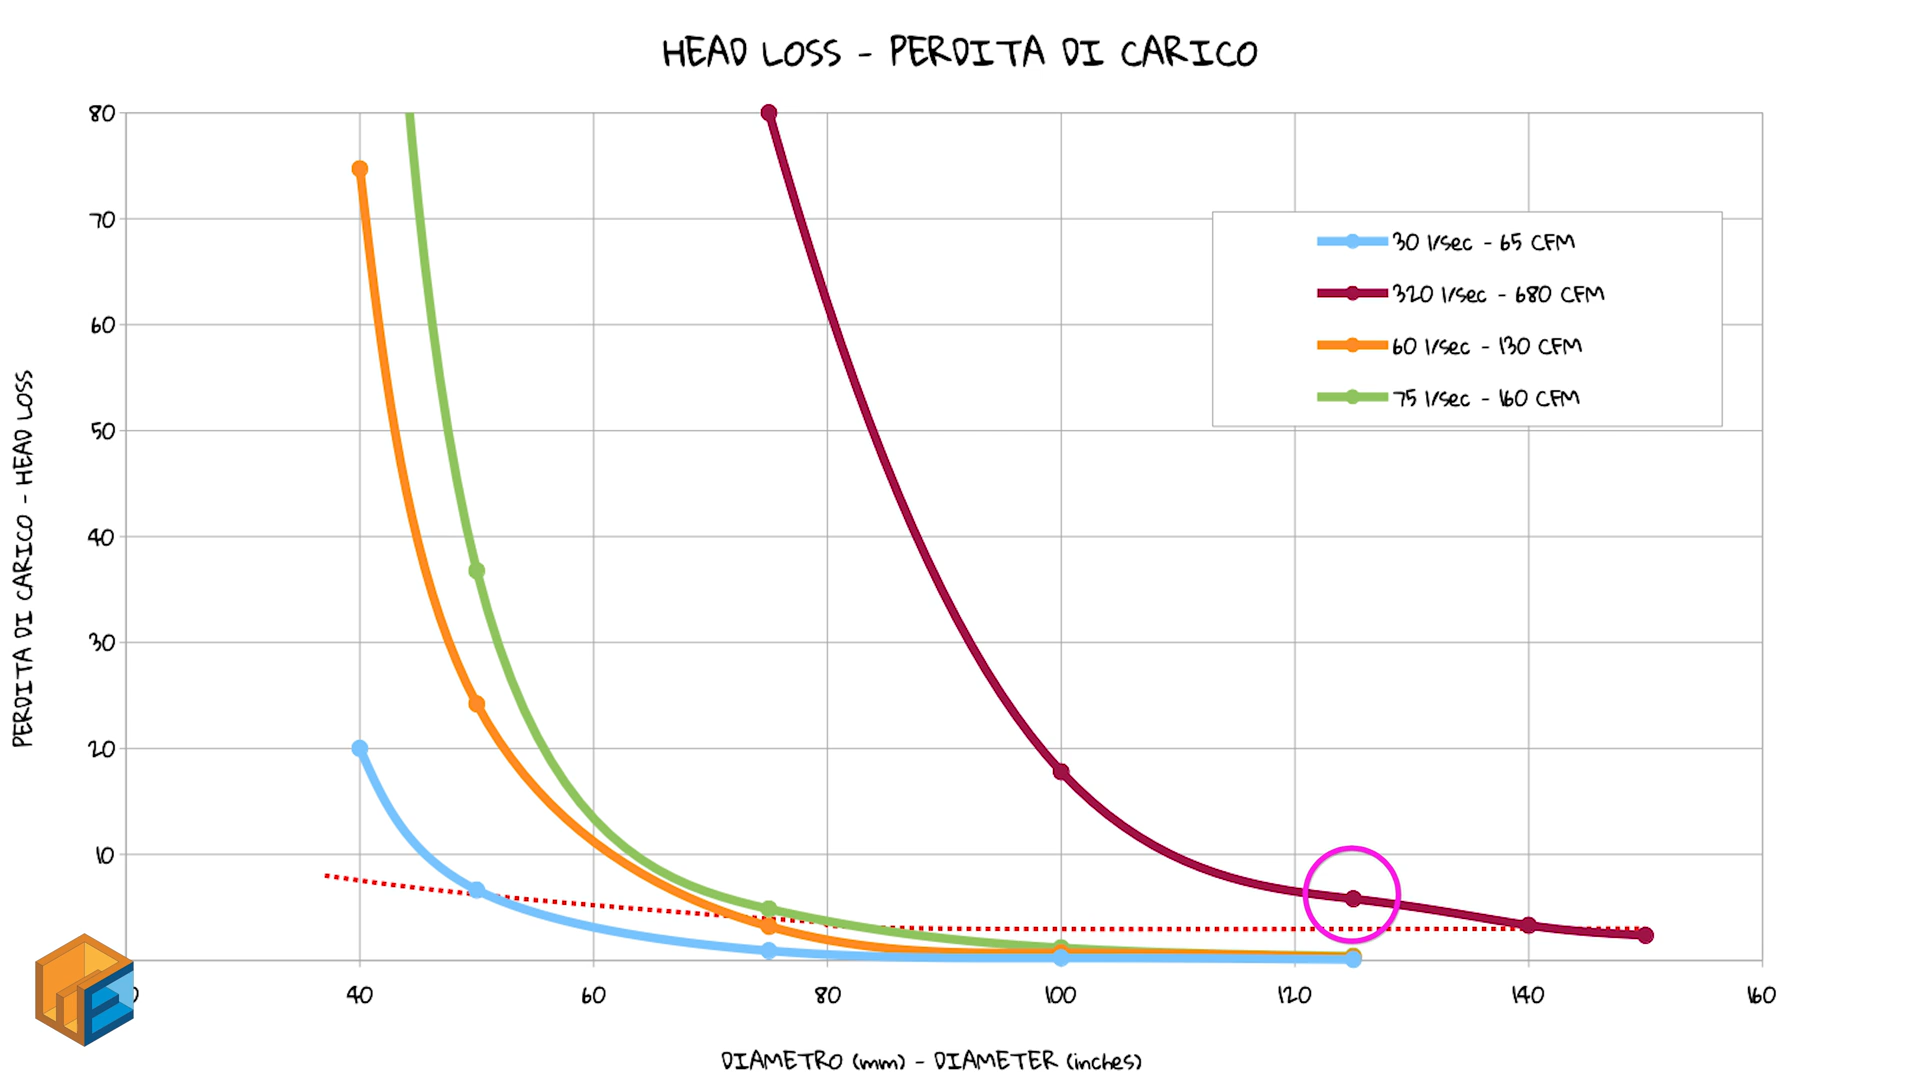 HEAD LOSS - PERDITA DI CARICO
PERDITA DI CARICO - HEAD LOSS
80
70
60
50
40
30
20
10
30 l/sec - 65 CFM
320 l/sec - 680 CFM
60 l/sec - 130 CFM
75 l/sec - 160 CFM
40 60 80 100 120 140 160
DIAMETRO (mm) - DIAMETER (inches)